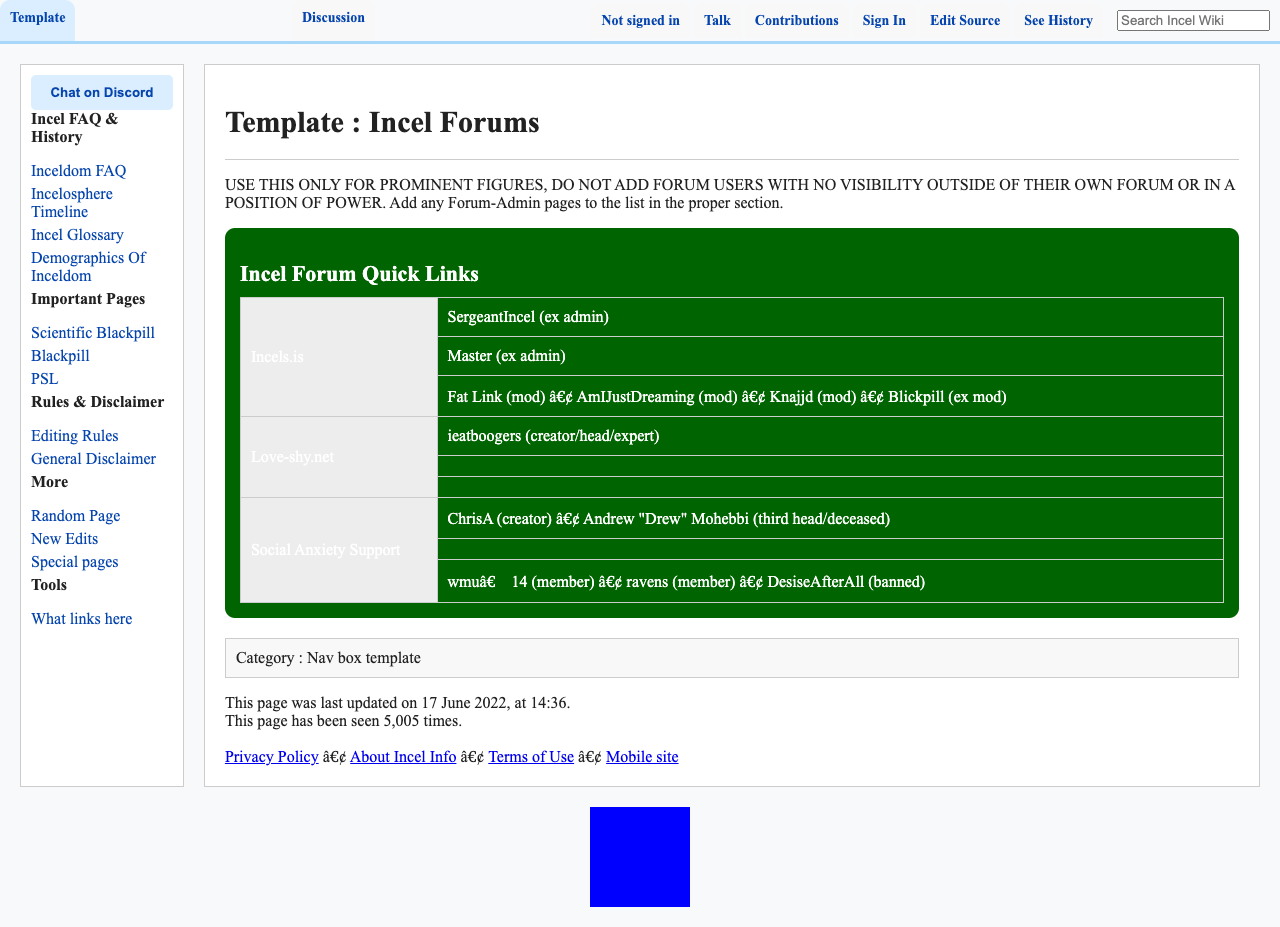 Template
Discussion
Not signed in
Talk
Contributions
Sign In
Edit Source
See History
Search Incel Wiki
Chat on Discord
Incel FAQ &
History
Inceldom FAQ
Incelosphere
Timeline
Incel Glossary
Demographics Of
Inceldom
Important Pages
Scientific Blackpill
Blackpill
PSL
Rules & Disclaimer
Editing Rules
General Disclaimer
More
Random Page
New Edits
Special pages
Tools
What links here
Template : Incel Forums
USE THIS ONLY FOR PROMINENT FIGURES, DO NOT ADD FORUM USERS WITH NO VISIBILITY OUTSIDE OF THEIR OWN FORUM OR IN A
POSITION OF POWER. Add any Forum-Admin pages to the list in the proper section.
Incel Forum Quick Links
Incels.is
SergeantIncel (ex admin)
Master (ex admin)
Fat Link (mod) â€¢ AmIJustDreaming (mod) â€¢ Knajjd (mod) â€¢ Blickpill (ex mod)
Love-shy.net
ieatboogers (creator/head/expert)
Social Anxiety Support
ChrisA (creator) â€¢ Andrew "Drew" Mohebbi (third head/deceased)
wmuâ€ 14 (member) â€¢ ravens (member) â€¢ DesiseAfterAll (banned)
Category : Nav box template
This page was last updated on 17 June 2022, at 14:36.
This page has been seen 5,005 times.
Privacy Policy â€¢ About Incel Info â€¢ Terms of Use â€¢ Mobile site